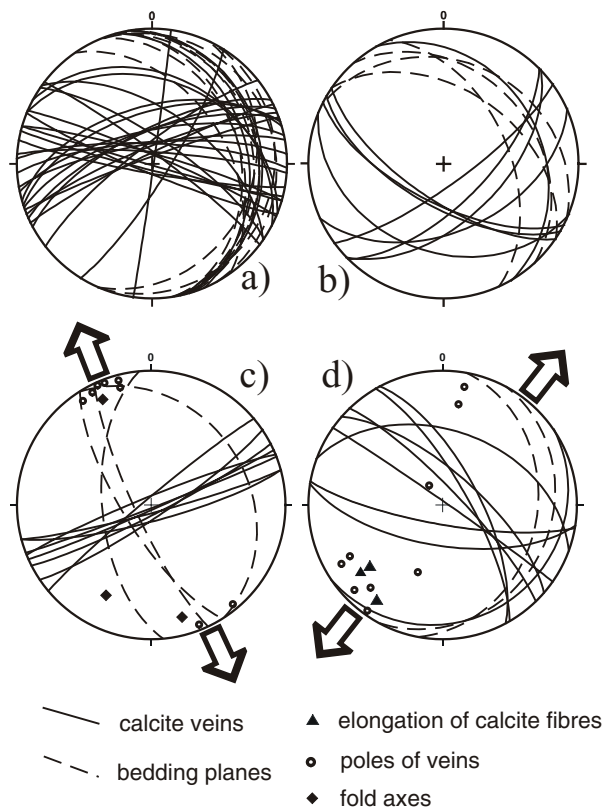 0
0
a)
b)
0
0
c)
d)
calcite veins
elongation of calcite fibres
bedding planes
poles of veins
fold axes